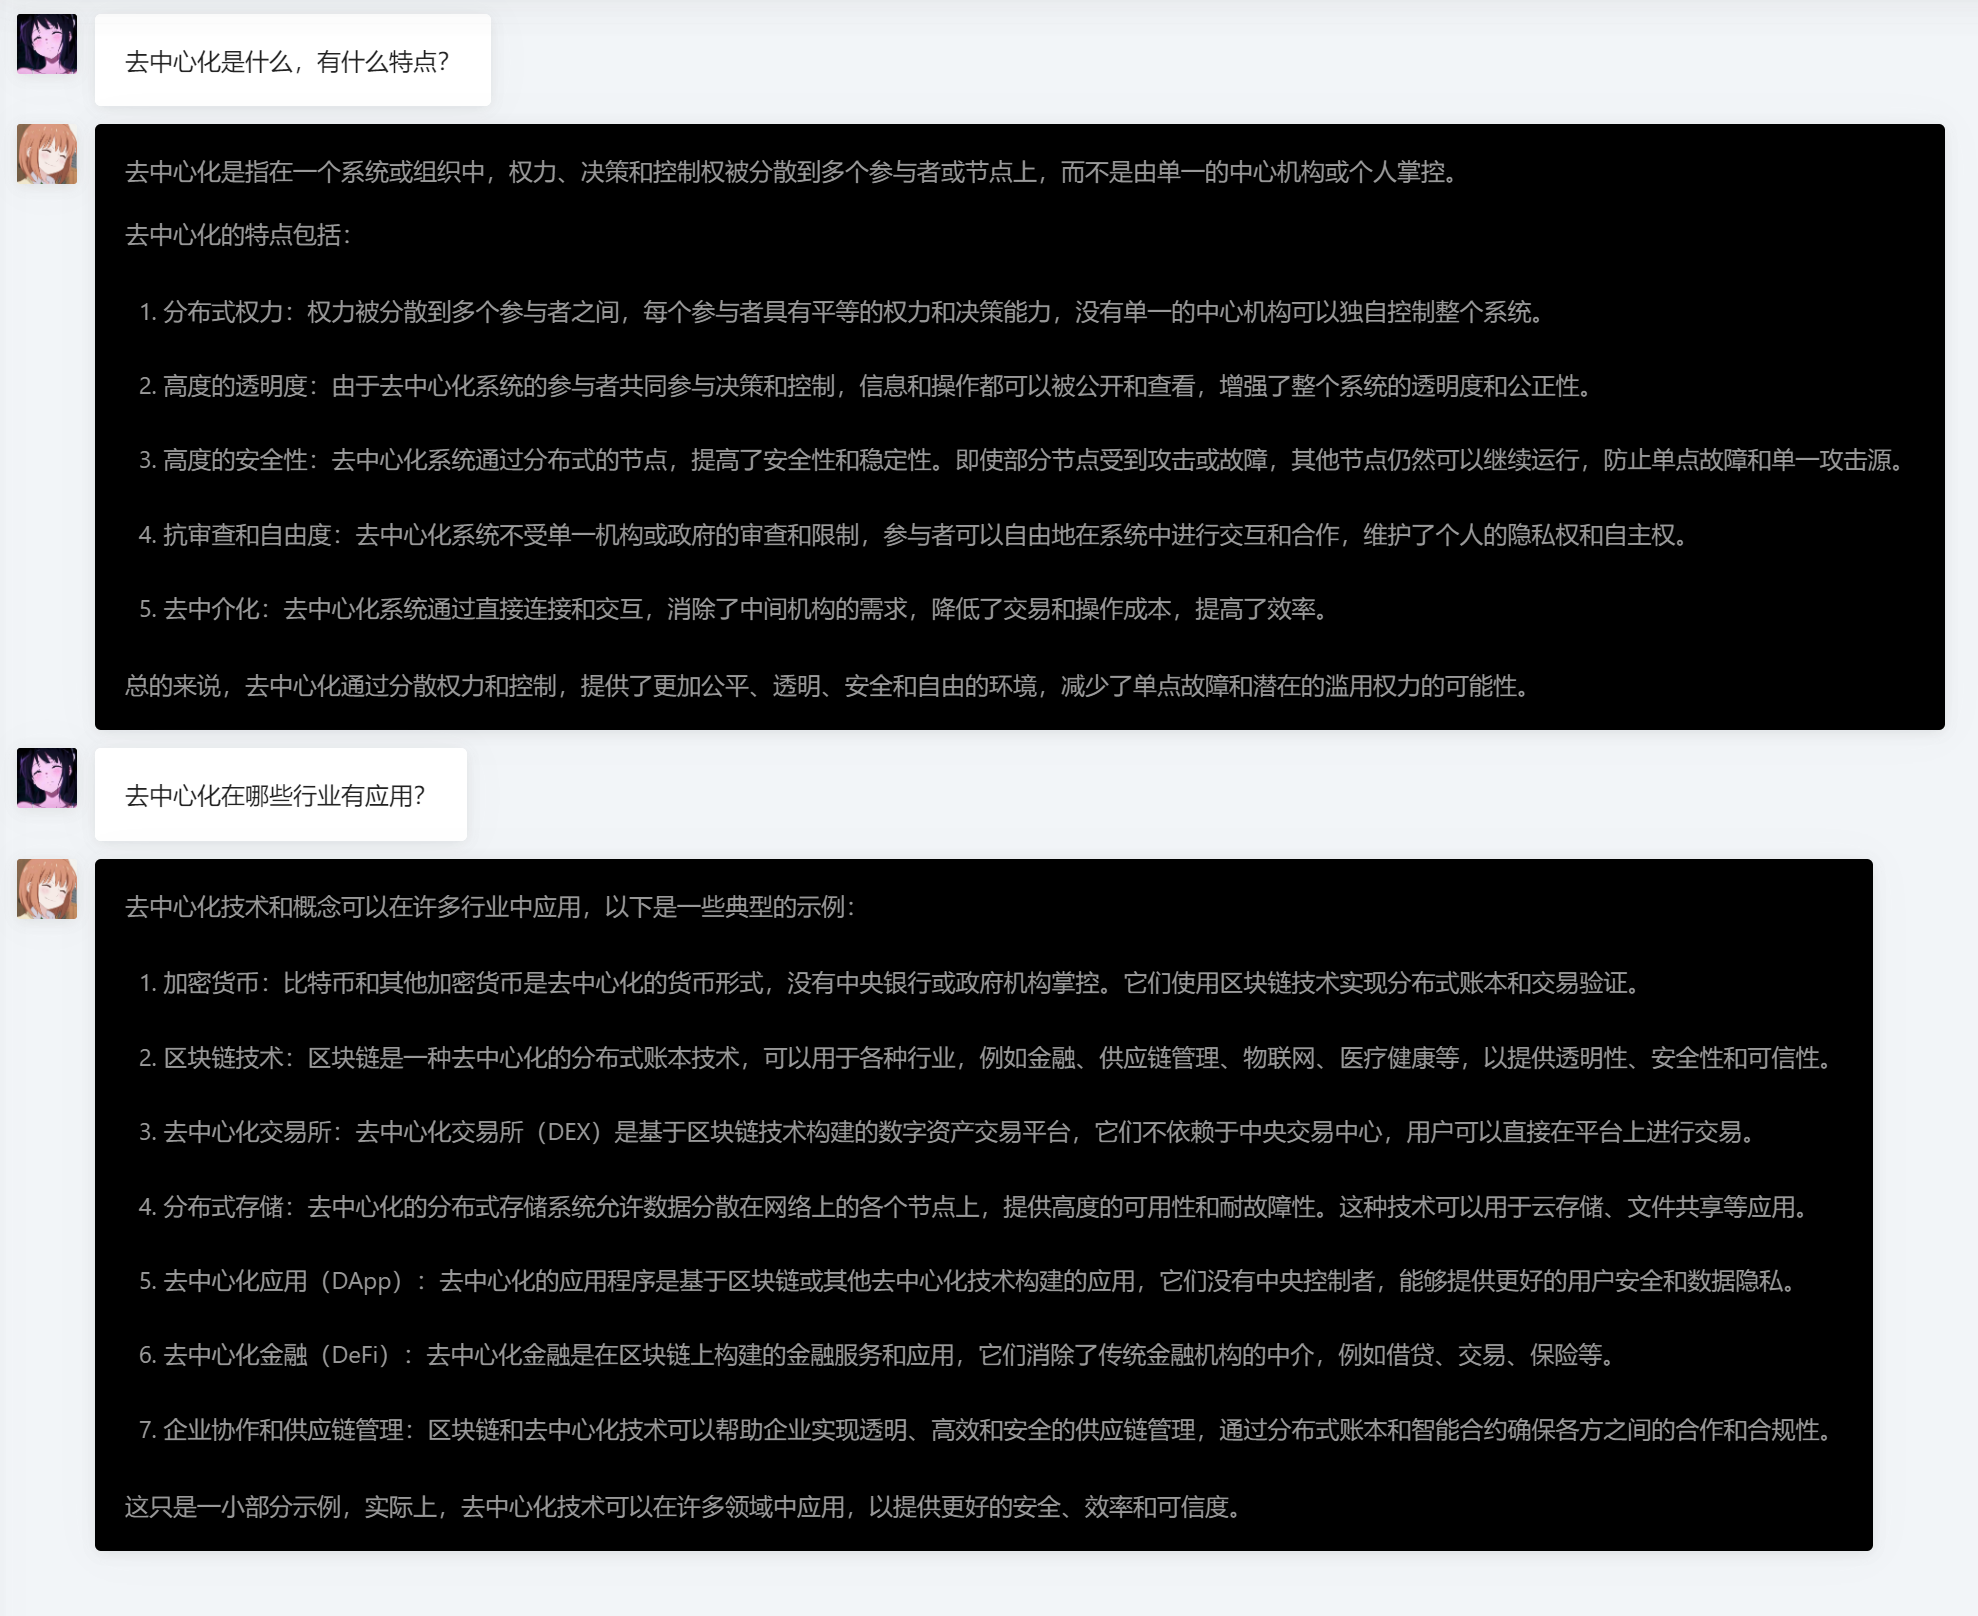 去中心化是什么，有什么特点？
去中心化是指在一个系统或组织中，权力、决策和控制权被分散到多个参与者或节点上，而不是由单一的中心机构或个人掌控。
去中心化的特点包括：
1. 分布式权力：权力被分散到多个参与者之间，每个参与者具有平等的权力和决策能力，没有单一的中心机构可以独自控制整个系统。
2. 高度的透明度：由于去中心化系统的参与者共同参与决策和控制，信息和操作都可以被公开和查看，增强了整个系统的透明度和公正性。
3. 高度的安全性：去中心化系统通过分布式的节点，提高了安全性和稳定性。即使部分节点受到攻击或故障，其他节点仍然可以继续运行，防止单点故障和单一攻击源。
4. 抗审查和自由度：去中心化系统不受单一机构或政府的审查和限制，参与者可以自由地在系统中进行交互和合作，维护了个人的隐私权和自主权。
5. 去中介化：去中心化系统通过直接连接和交互，消除了中间机构的需求，降低了交易和操作成本，提高了效率。
总的来说，去中心化通过分散权力和控制，提供了更加公平、透明、安全和自由的环境，减少了单点故障和潜在的滥用权力的可能性。
去中心化在哪些行业有应用？
去中心化技术和概念可以在许多行业中应用，以下是一些典型的示例：
1. 加密货币：比特币和其他加密货币是去中心化的货币形式，没有中央银行或政府机构掌控。它们使用区块链技术实现分布式账本和交易验证。
2. 区块链技术：区块链是一种去中心化的分布式账本技术，可以用于各种行业，例如金融、供应链管理、物联网、医疗健康等，以提供透明性、安全性和可信性。
3. 去中心化交易所：去中心化交易所（DEX）是基于区块链技术构建的数字资产交易平台，它们不依赖于中央交易中心，用户可以直接在平台上进行交易。
4. 分布式存储：去中心化的分布式存储系统允许数据分散在网络上的各个节点上，提供高度的可用性和耐故障性。这种技术可以用于云存储、文件共享等应用。
5. 去中心化应用（DApp）：去中心化的应用程序是基于区块链或其他去中心化技术构建的应用，它们没有中央控制者，能够提供更好的用户安全和数据隐私。
6. 去中心化金融（DeFi）：去中心化金融是在区块链上构建的金融服务和应用，它们消除了传统金融机构的中介，例如借贷、交易、保险等。
7. 企业协作和供应链管理：区块链和去中心化技术可以帮助企业实现透明、高效和安全的供应链管理，通过分布式账本和智能合约确保各方之间的合作和合规性。
这只是一小部分示例，实际上，去中心化技术可以在许多领域中应用，以提供更好的安全、效率和可信度。